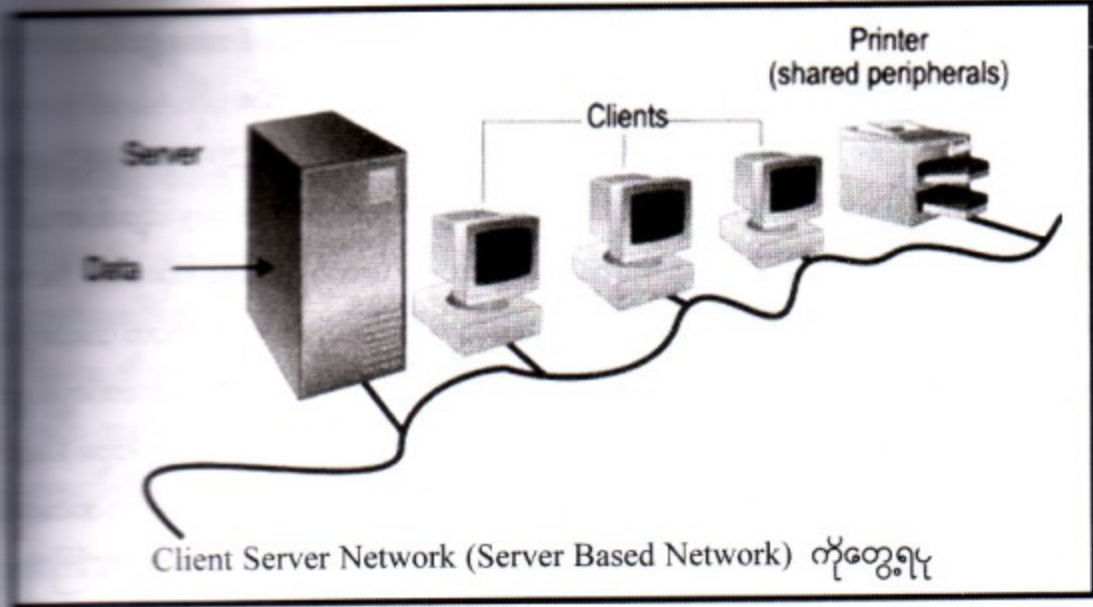 Printer
(shared peripherals)
Clients
Server
Data
Client Server Network (Server Based Network) ကိုတွေ့ရပုံ